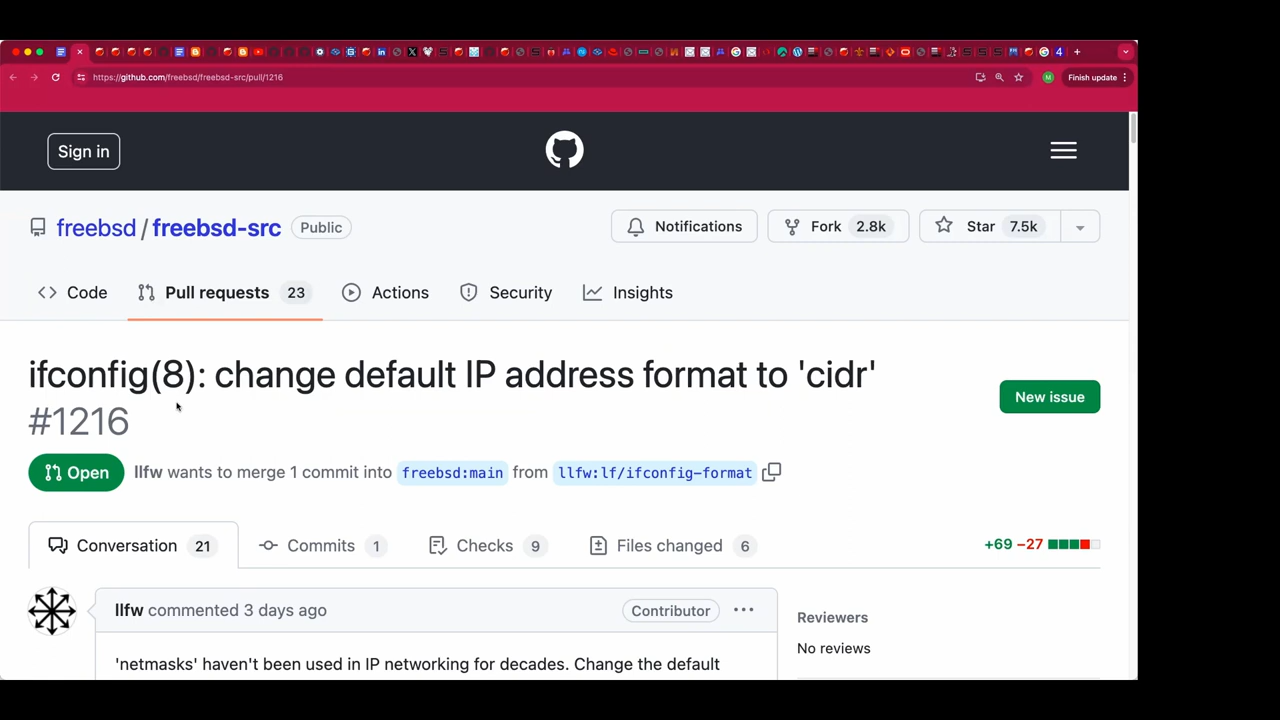 https://github.com/freebsd/freebsd-src/pull/1216
M
Finish update
Sign in
freebsd / freebsd-src Public
Notifications
Fork 2.8k
Star 7.5k
Code
Pull requests 23
Actions
Security
Insights
ifconfig(8): change default IP address format to 'cidr'
#1216
New issue
Open
llfw wants to merge 1 commit into freebsd:main from llfw:lf/ifconfig-format
Conversation 21
Commits 1
Checks 9
Files changed 6
+69 −27
llfw commented 3 days ago
Contributor
Reviewers
No reviews
'netmasks' haven't been used in IP networking for decades. Change the default